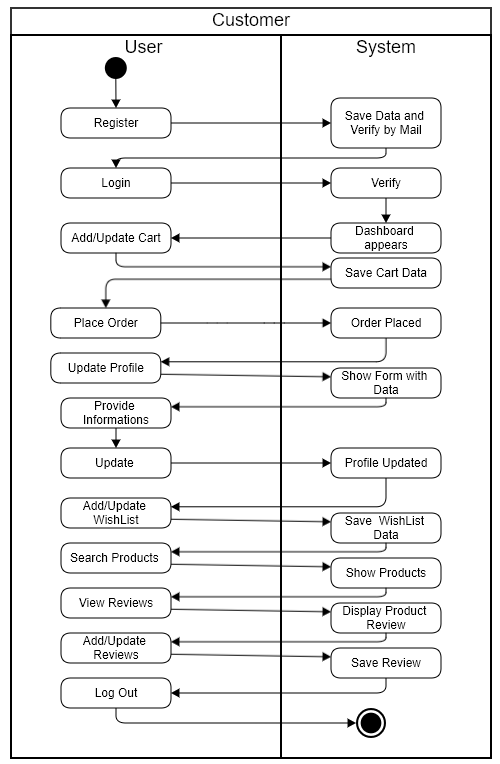 Customer
User
System
Register
Save Data and
Verify by Mail
Login
Verify
Add/Update Cart
Dashboard
appears
Save Cart Data
Place Order
Order Placed
Update Profile
Show Form with
Data
Provide
Informations
Update
Profile Updated
Add/Update
WishList
Save WishList
Data
Search Products
Show Products
View Reviews
Display Product
Review
Add/Update
Reviews
Save Review
Log Out